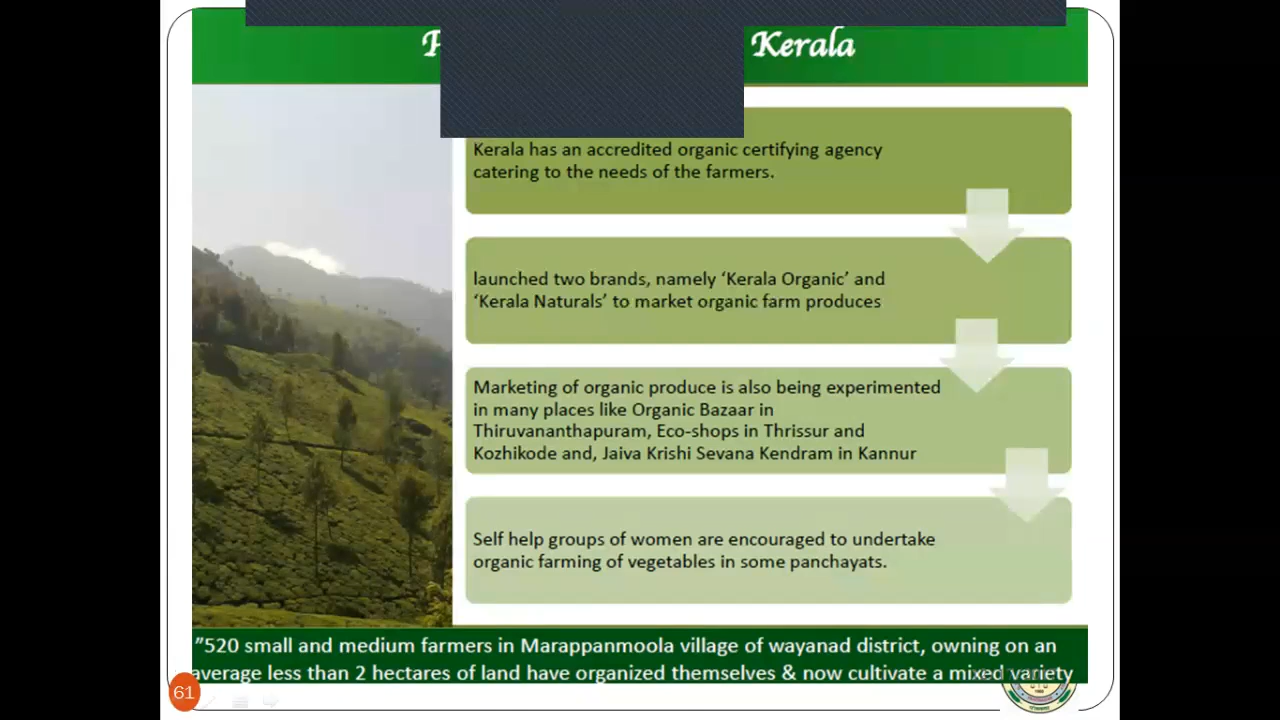 Kerala
Kerala has an accredited organic certifying agency
catering to the needs of the farmers.
launched two brands, namely ‘Kerala Organic’ and
‘Kerala Naturals’ to market organic farm produces
Marketing of organic produce is also being experimented
in many places like Organic Bazaar in
Thiruvananthapuram, Eco-shops in Thrissur and
Kozhikode and, Jaiva Krishi Sevana Kendram in Kannur
Self help groups of women are encouraged to undertake
organic farming of vegetables in some panchayats.
"520 small and medium farmers in Marappanmoola village of wayanad district, owning on an
average less than 2 hectares of land have organized themselves & now cultivate a mixed variety
61